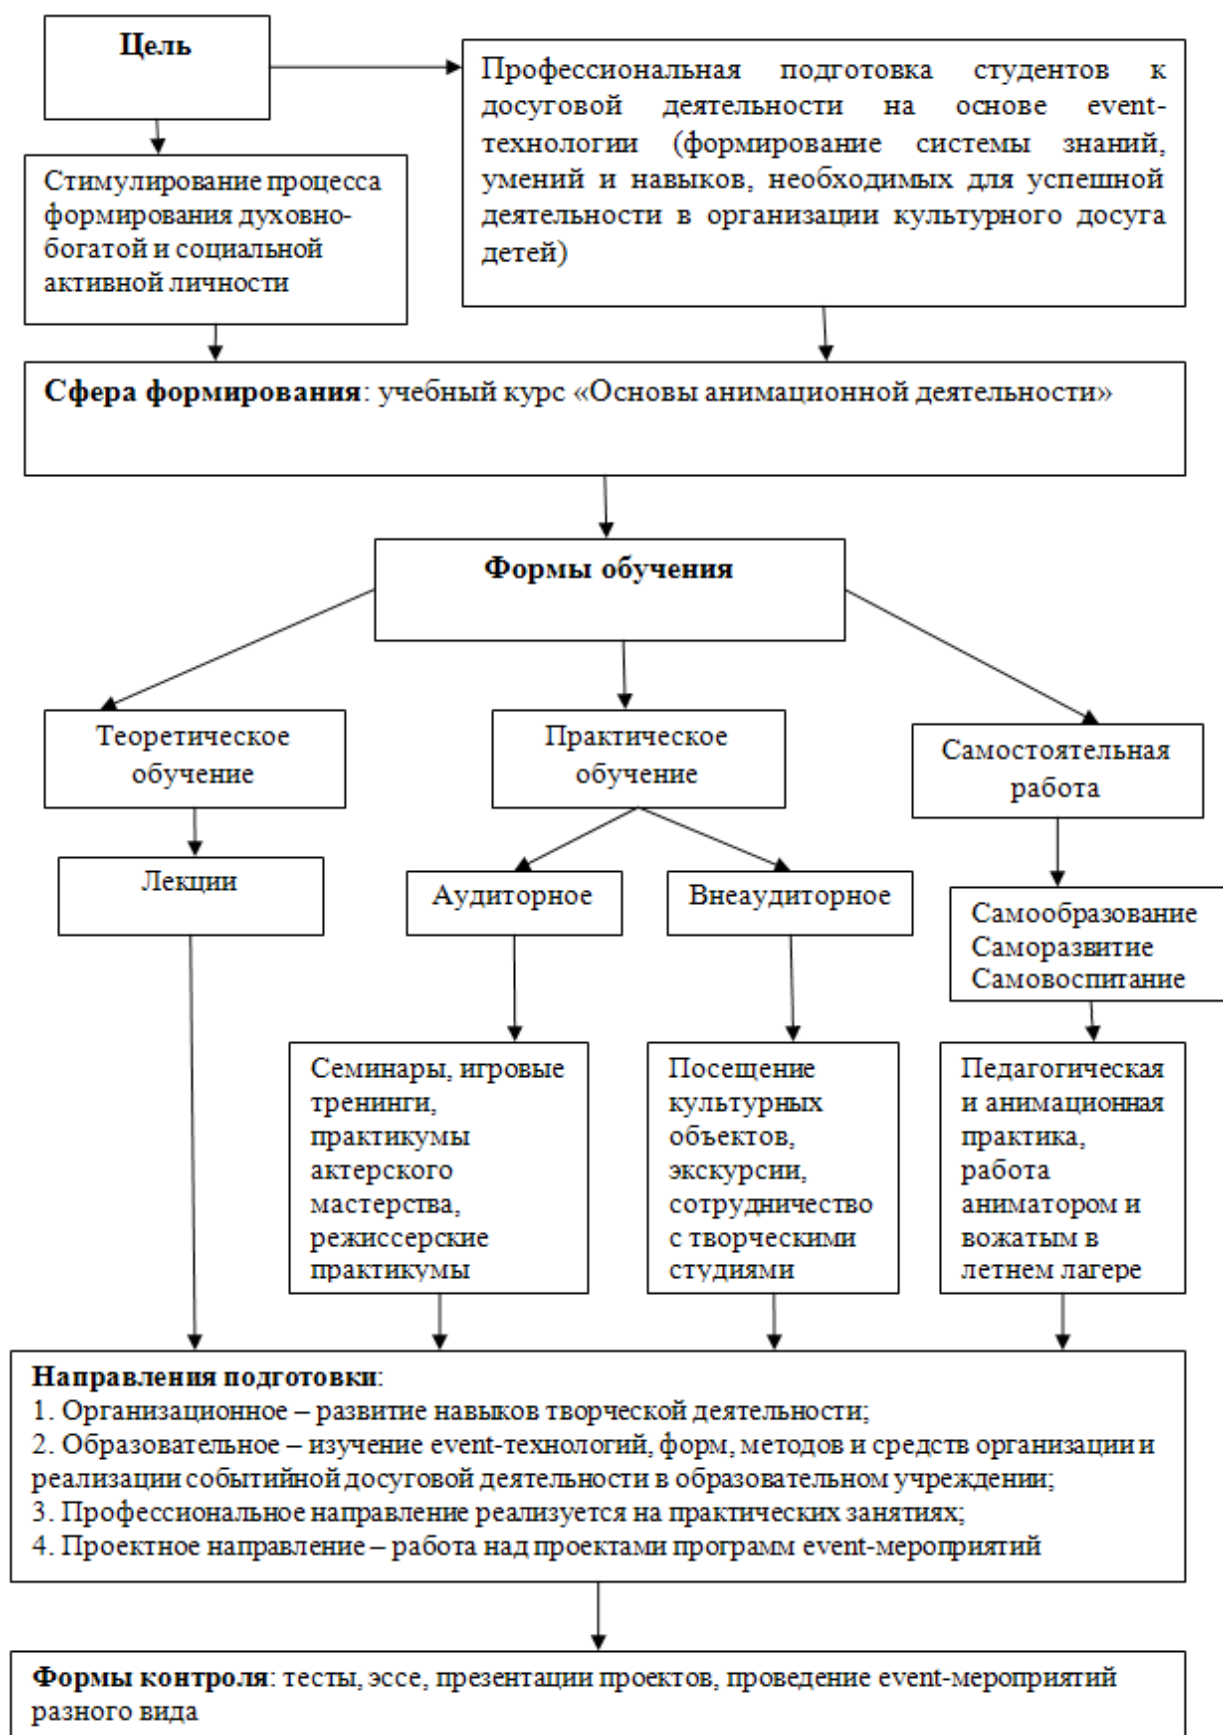 Цель
Профессиональная подготовка студентов к
досуговой деятельности на основе event-
технологии (формирование системы знаний,
умений и навыков, необходимых для успешной
деятельности в организации культурного досуга
детей)
Стимулирование процесса
формирования духовно-
богатой и социальной
активной личности
Сфера формирования: учебный курс «Основы анимационной деятельности»
Формы обучения
Теоретическое
обучение
Практическое
обучение
Самостоятельная
работа
Лекции
Аудиторное
Внеаудиторное
Самообразование
Саморазвитие
Самовоспитание
Семинары, игровые
тренинги,
практикумы
актерского
мастерства,
режиссерские
практикумы
Посещение
культурных
объектов,
экскурсии,
сотрудничество
с творческими
студиями
Педагогическая
и анимационная
практика,
работа
аниматором и
вожатым в
летнем лагере
Направления подготовки:
1. Организационное – развитие навыков творческой деятельности;
2. Образовательное – изучение event-технологий, форм, методов и средств организации и
реализации событийной досуговой деятельности в образовательном учреждении;
3. Профессиональное направление реализуется на практических занятиях;
4. Проектное направление – работа над проектами программ event-мероприятий
Формы контроля: тесты, эссе, презентации проектов, проведение event-мероприятий
разного вида